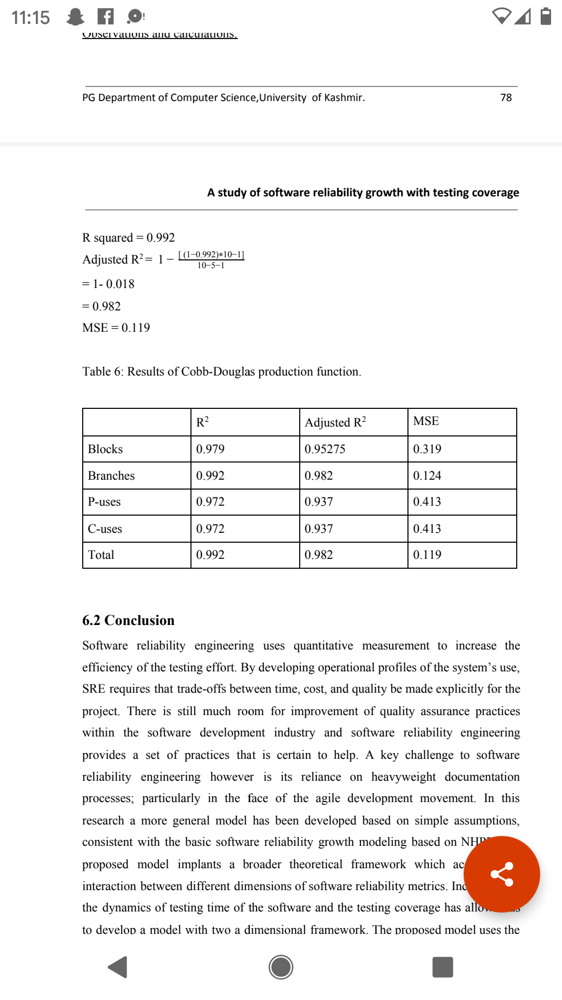 11:15
Observations and calculations:
PG Department of Computer Science,University of Kashmir. 78
A study of software reliability growth with testing coverage
R squared = 0.992
Adjusted R² = 1 − [(1−0.992)∗10−1] / 10−5−1
= 1- 0.018
= 0.982
MSE = 0.119
Table 6: Results of Cobb-Douglas production function.
R² Adjusted R² MSE
Blocks 0.979 0.95275 0.319
Branches 0.992 0.982 0.124
P-uses 0.972 0.937 0.413
C-uses 0.972 0.937 0.413
Total 0.992 0.982 0.119
6.2 Conclusion
Software reliability engineering uses quantitative measurement to increase the
efficiency of the testing effort. By developing operational profiles of the system’s use,
SRE requires that trade-offs between time, cost, and quality be made explicitly for the
project. There is still much room for improvement of quality assurance practices
within the software development industry and software reliability engineering
provides a set of practices that is certain to help. A key challenge to software
reliability engineering however is its reliance on heavyweight documentation
processes; particularly in the face of the agile development movement. In this
research a more general model has been developed based on simple assumptions,
consistent with the basic software reliability growth modeling based on
proposed model implants a broader theoretical framework which
interaction between different dimensions of software reliability metrics.
the dynamics of testing time of the software and the testing coverage has
to develop a model with two a dimensional framework. The proposed model uses the